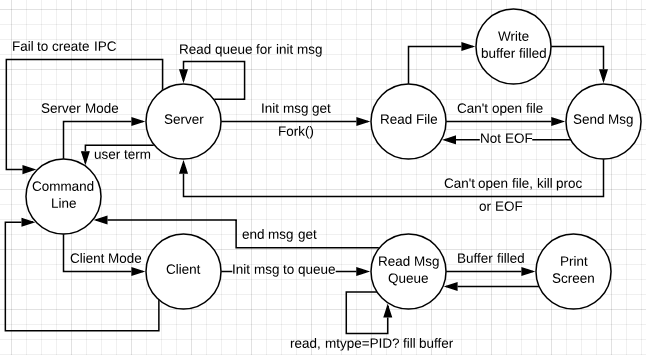 Write
buffer filled
Fail to create IPC
Read queue for init msg
Server Mode
Server
Init msg get
Fork()
Read File
Can't open file
Send Msg
Not EOF
user term
Can't open file, kill proc
or EOF
Command
Line
end msg get
Client Mode
Client
Init msg to queue
Read Msg
Queue
Buffer filled
Print
Screen
read, mtype=PID? fill buffer